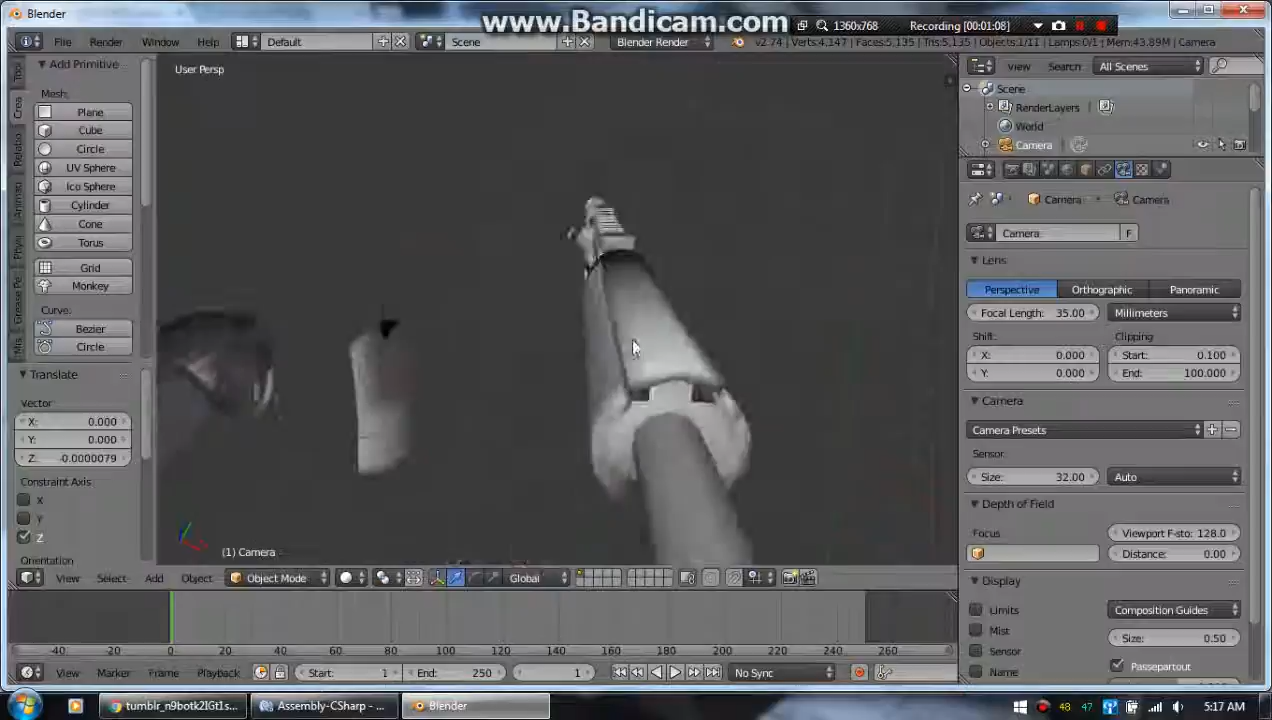 Blender
www.Bandicam.com
1360x768
Recording [00:01:08]
File Render Window Help Default Scene Blender Render
v2.74 | Verts:4,147 | Faces:5,135 | Tris:5,135 | Objects:1/11 | Lamps:0/1 | Mem:43.89M | Camera
Add Primitive
Mesh:
Plane
Cube
Circle
UV Sphere
Ico Sphere
Cylinder
Cone
Torus
Grid
Monkey
Curve:
Bezier
Circle
Translate
Vector
X: 0.000
Y: 0.000
Z: -0.0000079
Constraint Axis
X
Y
Z
Orientation
User Persp
(1) Camera
View Select Add Object Object Mode Global
-40 -20 0 20 40 60 80 100 120 140 160 180 200 220 240 260 280
View Marker Frame Playback Start: 1 End: 250 1 No Sync
View Search All Scenes
Scene
RenderLayers
World
Camera
Camera Camera
Camera F
Lens
Perspective Orthographic Panoramic
Focal Length: 35.00 Millimeters
Shift: Clipping
X: 0.000 Start: 0.100
Y: 0.000 End: 100.000
Camera
Camera Presets
Sensor:
Size: 32.00 Auto
Depth of Field
Focus Viewport F-sto: 128.0
Distance: 0.00
Display
Limits Composition Guides
Mist Size: 0.50
Sensor
Name Passepartout
tumblr_n9botk2IGt1s...
Assembly-CSharp - ...
Blender
48 47
5:17 AM